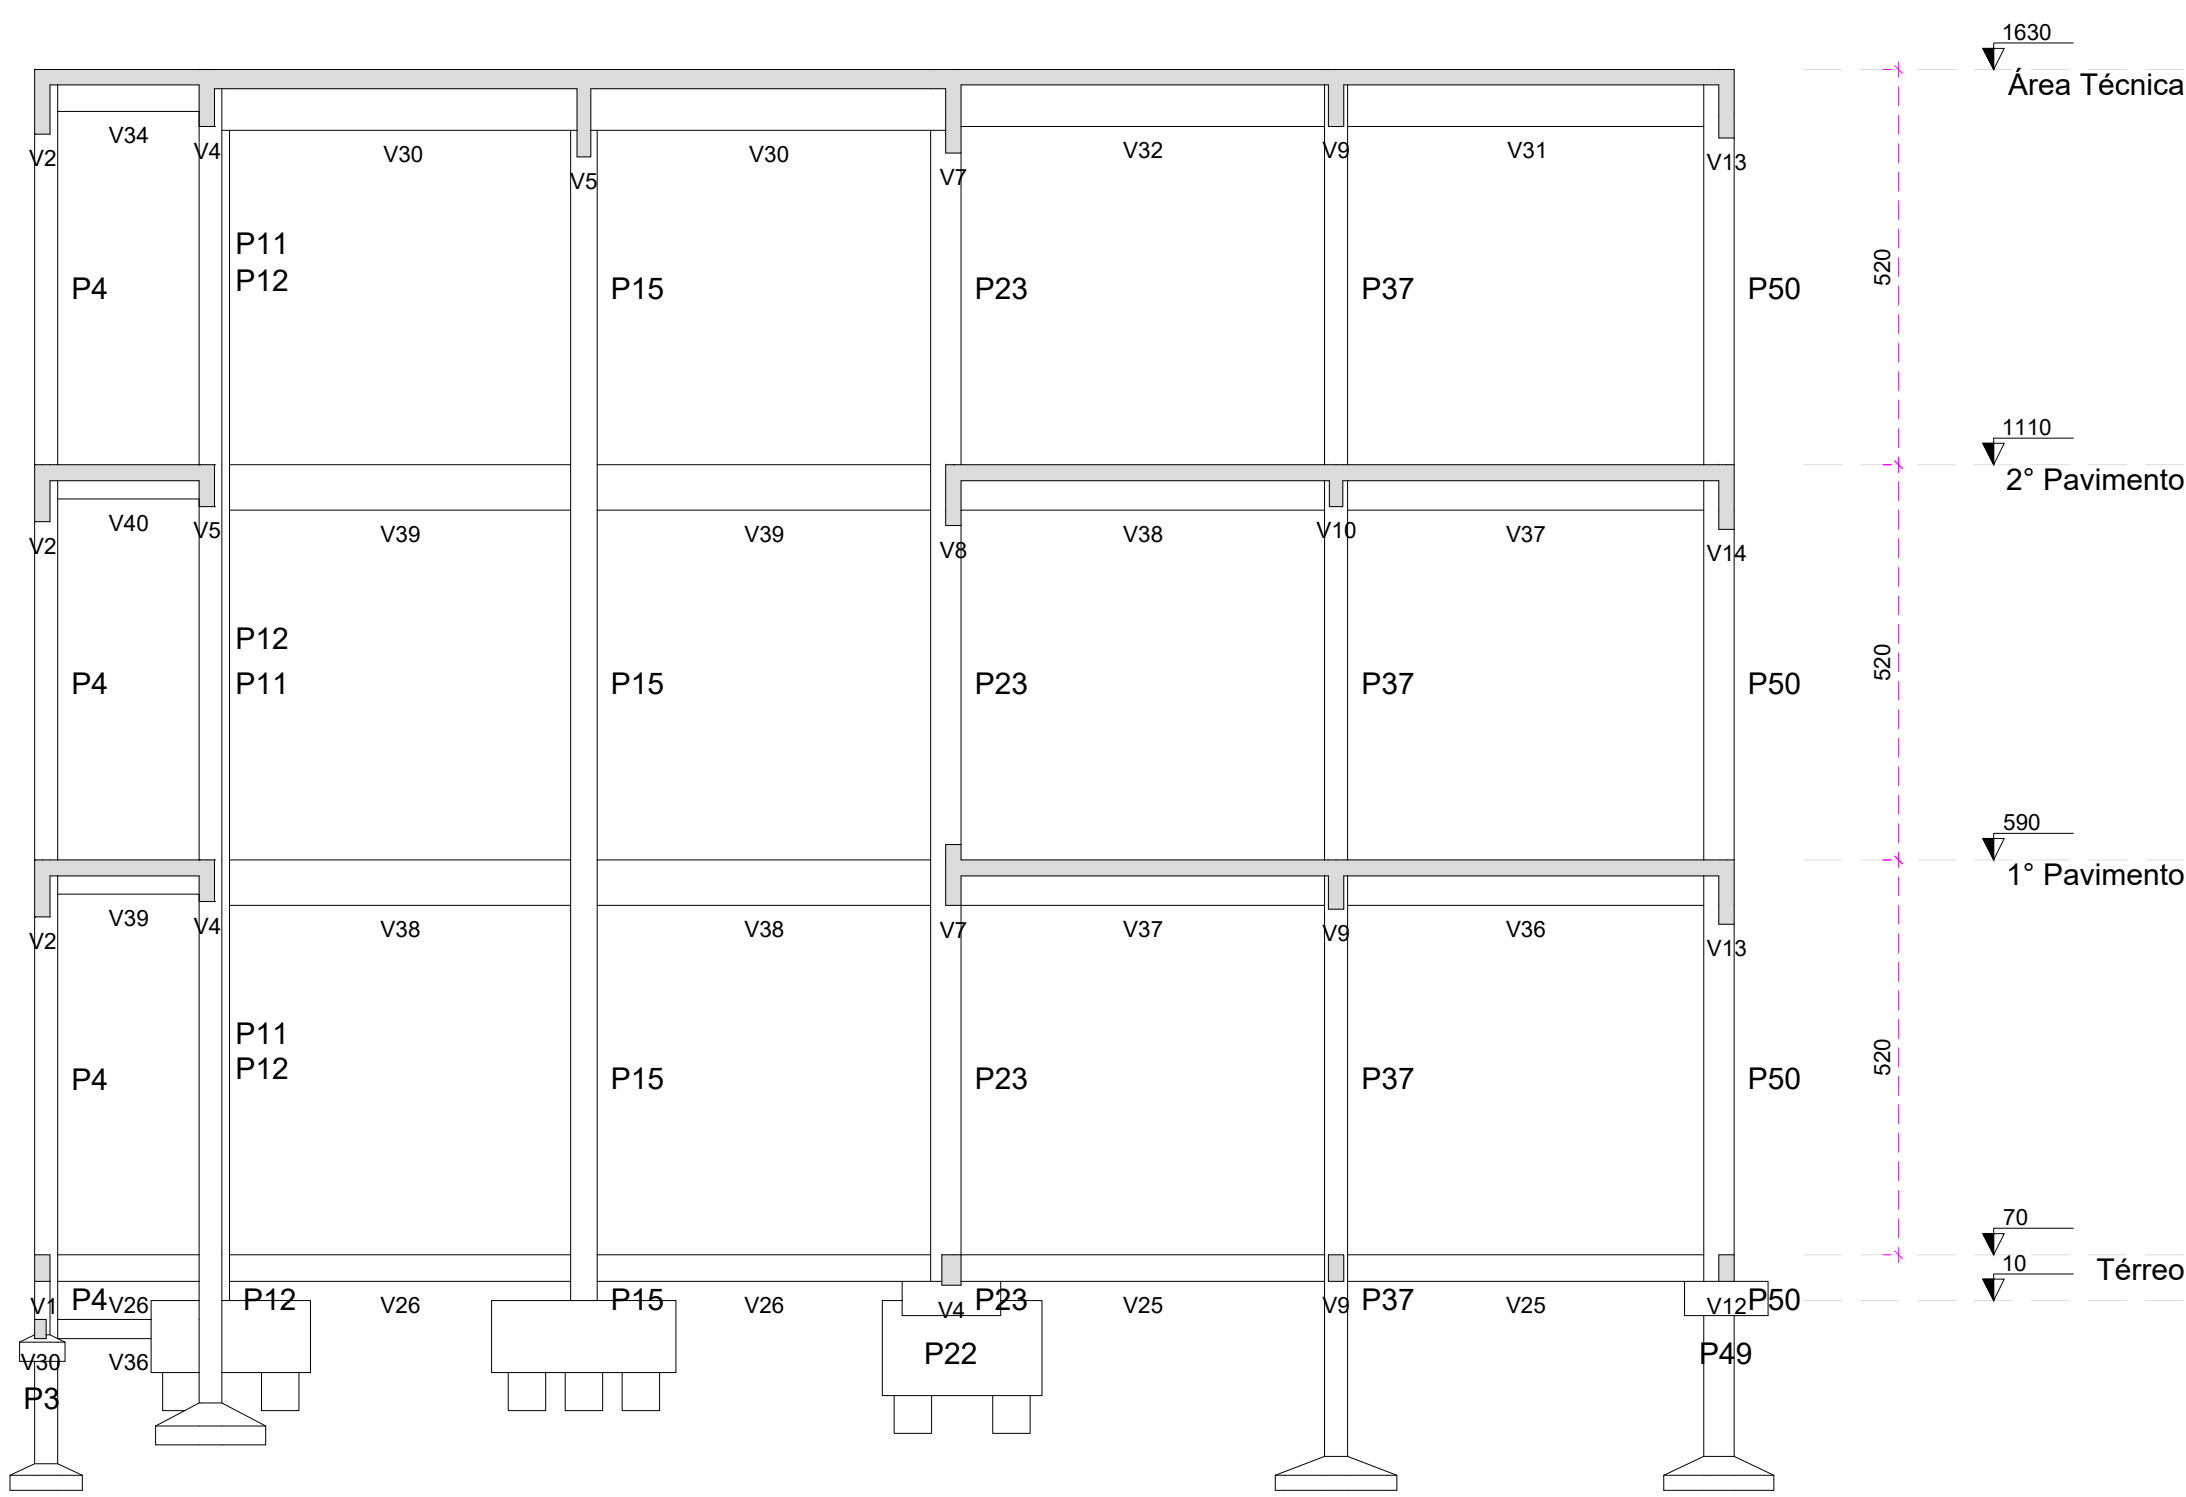 1630
Área Técnica
V34
V2
V4
V30
V30
V32
V9
V31
V13
V5
V7
P11
P12
P4
P15
P23
P37
P50
520
1110
2° Pavimento
V40
V2
V5
V39
V39
V8
V38
V10
V37
V14
P12
P11
P4
P15
P23
P37
P50
520
590
1° Pavimento
V39
V2
V4
V38
V38
V7
V37
V9
V36
V13
P11
P12
P4
P15
P23
P37
P50
520
70
10
Térreo
V1
P4
V26
P12
V26
P15
V26
V4
P23
V25
V9
P37
V25
V12
P50
V30
V36
P22
P49
P3